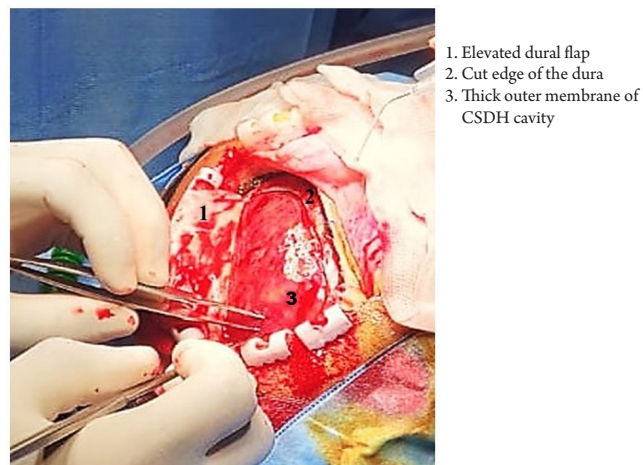 1. Elevated dural flap
2. Cut edge of the dura
3. Thick outer membrane of
CSDH cavity
1
2
3